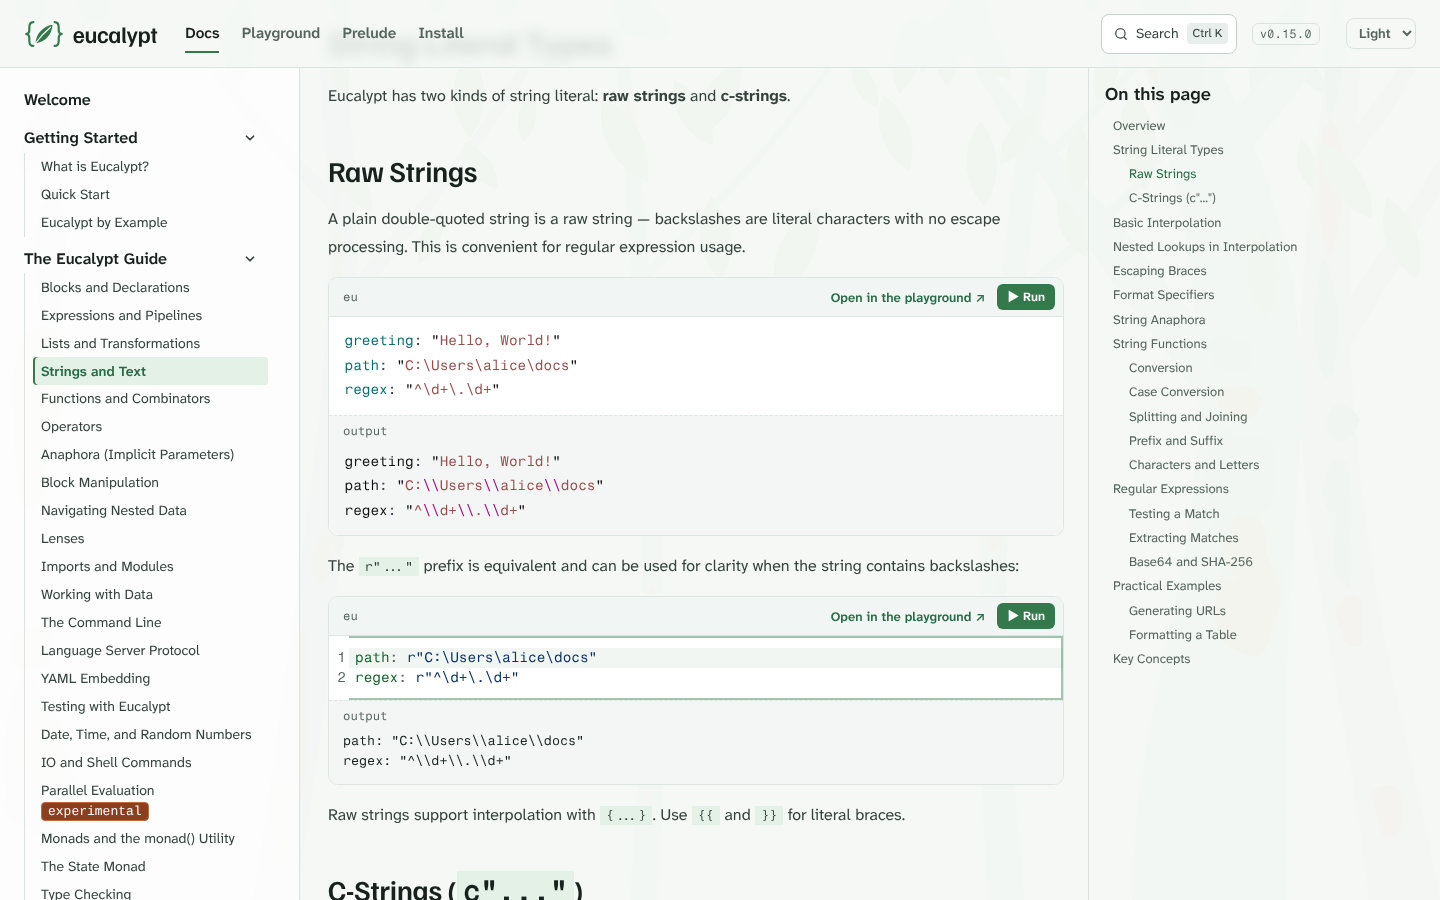 eucalypt
Docs
Playground
Prelude
Install
Search Ctrl K
v0.15.0
Light
Welcome
Getting Started
What is Eucalypt?
Quick Start
Eucalypt by Example
The Eucalypt Guide
Blocks and Declarations
Expressions and Pipelines
Lists and Transformations
Strings and Text
Functions and Combinators
Operators
Anaphora (Implicit Parameters)
Block Manipulation
Navigating Nested Data
Lenses
Imports and Modules
Working with Data
The Command Line
Language Server Protocol
YAML Embedding
Testing with Eucalypt
Date, Time, and Random Numbers
IO and Shell Commands
Parallel Evaluation
experimental
Monads and the monad() Utility
The State Monad
Type Checking
String Literal Types
Eucalypt has two kinds of string literal: raw strings and c-strings.
Raw Strings
A plain double-quoted string is a raw string — backslashes are literal characters with no escape
processing. This is convenient for regular expression usage.
eu
Open in the playground ↗
▶ Run
greeting: "Hello, World!"
path: "C:\Users\alice\docs"
regex: "^\d+\.\d+"
output
greeting: "Hello, World!"
path: "C:\\Users\\alice\\docs"
regex: "^\\d+\\.\\d+"
The r"..." prefix is equivalent and can be used for clarity when the string contains backslashes:
eu
Open in the playground ↗
▶ Run
1 path: r"C:\Users\alice\docs"
2 regex: r"^\d+\.\d+"
output
path: "C:\\Users\\alice\\docs"
regex: "^\\d+\\.\\d+"
Raw strings support interpolation with {...}. Use {{ and }} for literal braces.
C-Strings (c"...")
On this page
Overview
String Literal Types
Raw Strings
C-Strings (c"...")
Basic Interpolation
Nested Lookups in Interpolation
Escaping Braces
Format Specifiers
String Anaphora
String Functions
Conversion
Case Conversion
Splitting and Joining
Prefix and Suffix
Characters and Letters
Regular Expressions
Testing a Match
Extracting Matches
Base64 and SHA-256
Practical Examples
Generating URLs
Formatting a Table
Key Concepts